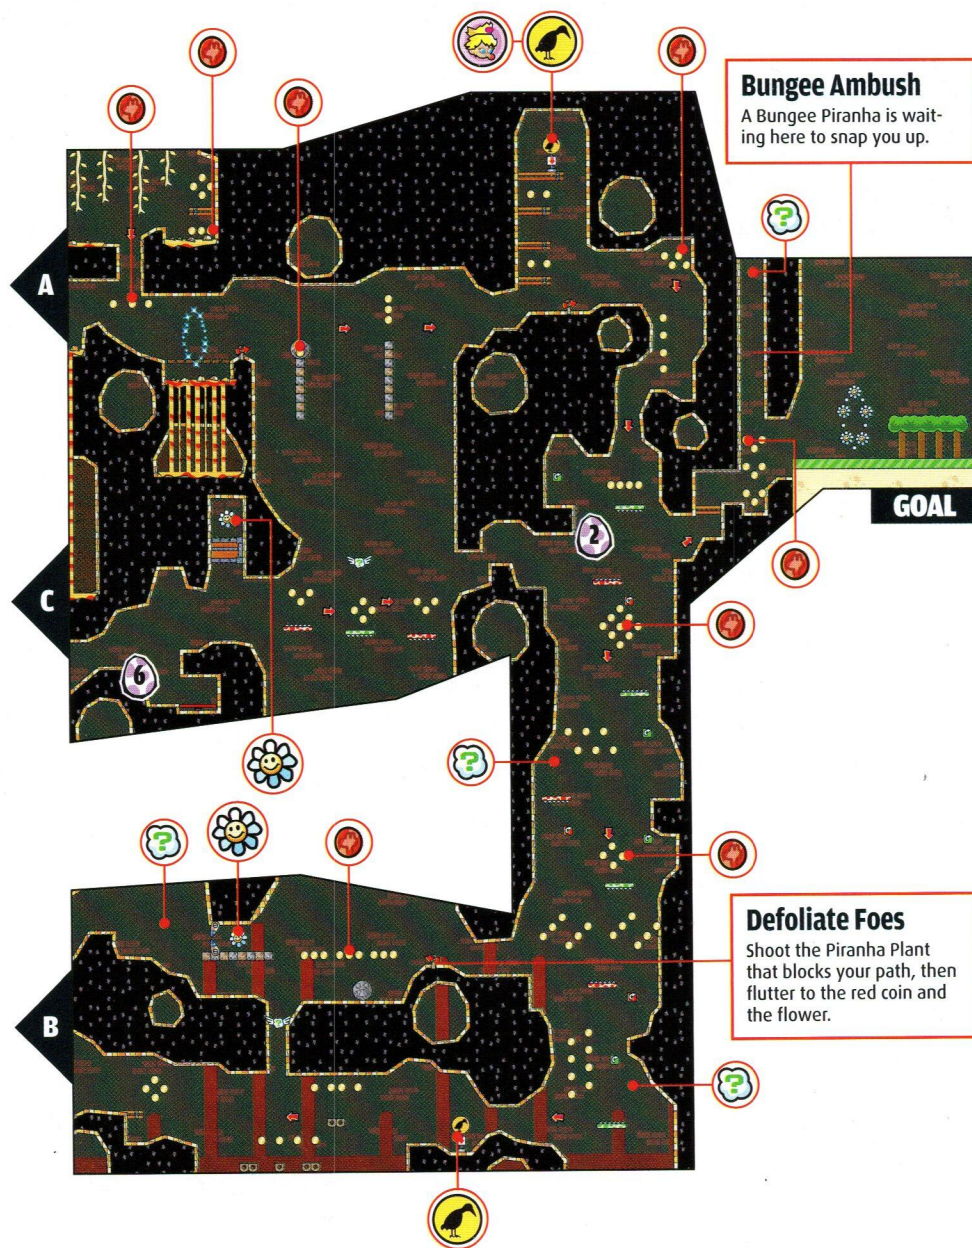 Bungee Ambush
A Bungee Piranha is wait-
ing here to snap you up.
?
A
2
GOAL
C
6
?
?
Defoliate Foes
Shoot the Piranha Plant
that blocks your path, then
flutter to the red coin and
the flower.
B
?